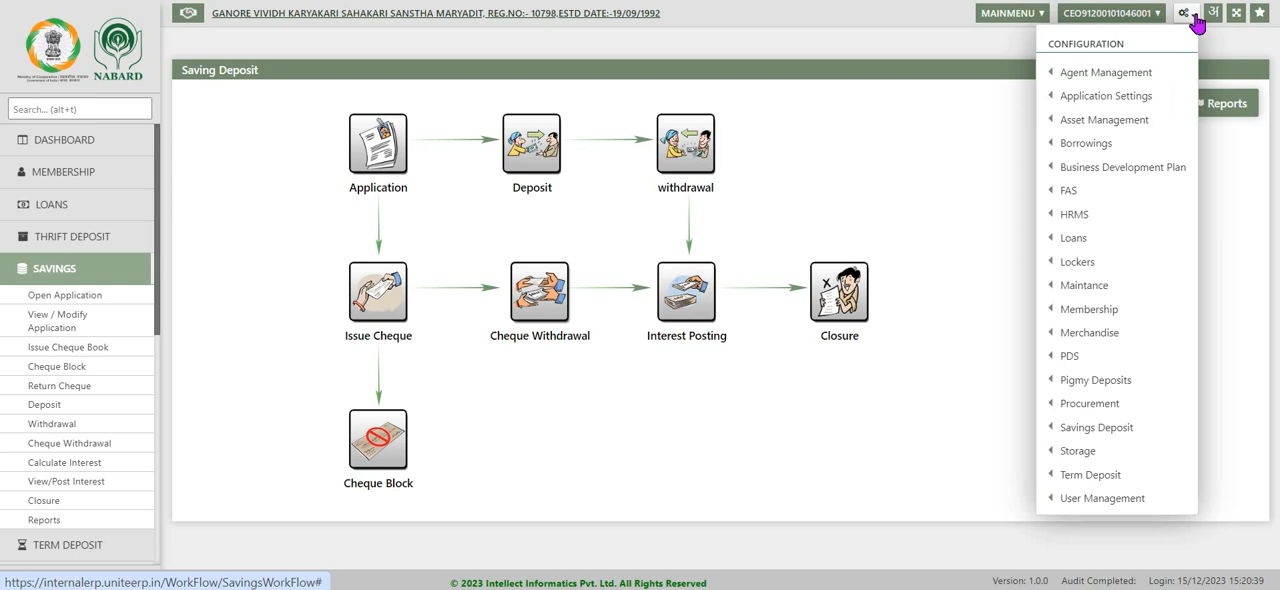 GANORE VIVIDH KARYAKARI SAHAKARI SANSTHA MARYADIT, REG.NO:- 10798,ESTD DATE:-19/09/1992
MAINMENU
CEO91200101046001
अ
NABARD
Search... (alt+t)
DASHBOARD
MEMBERSHIP
LOANS
THRIFT DEPOSIT
SAVINGS
Open Application
View / Modify
Application
Issue Cheque Book
Cheque Block
Return Cheque
Deposit
Withdrawal
Cheque Withdrawal
Calculate Interest
View/Post Interest
Closure
Reports
TERM DEPOSIT
Saving Deposit
Reports
Application
Deposit
withdrawal
Issue Cheque
Cheque Withdrawal
Interest Posting
Closure
Cheque Block
CONFIGURATION
Agent Management
Application Settings
Asset Management
Borrowings
Business Development Plan
FAS
HRMS
Loans
Lockers
Maintance
Membership
Merchandise
PDS
Pigmy Deposits
Procurement
Savings Deposit
Storage
Term Deposit
User Management
https://internalerp.uniteerp.in/WorkFlow/SavingsWorkFlow#
© 2023 Intellect Informatics Pvt. Ltd. All Rights Reserved
Version: 1.0.0 Audit Completed: Login: 15/12/2023 15:20:39